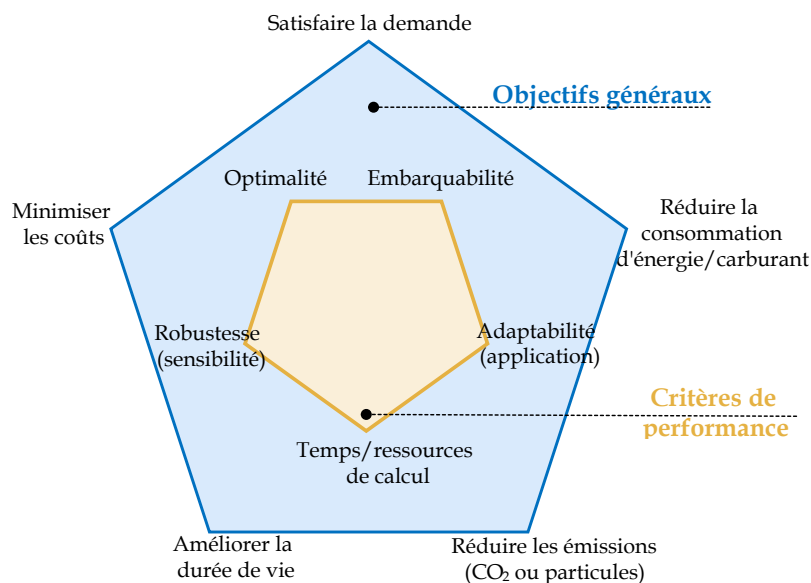 Satisfaire la demande
Objectifs généraux
Optimalité
Embarquabilité
Minimiser
les coûts
Réduire la
consommation
d'énergie/carburant
Robustesse
(sensibilité)
Adaptabilité
(application)
Critères de
performance
Temps/ressources
de calcul
Améliorer la
durée de vie
Réduire les émissions
(CO₂ ou particules)